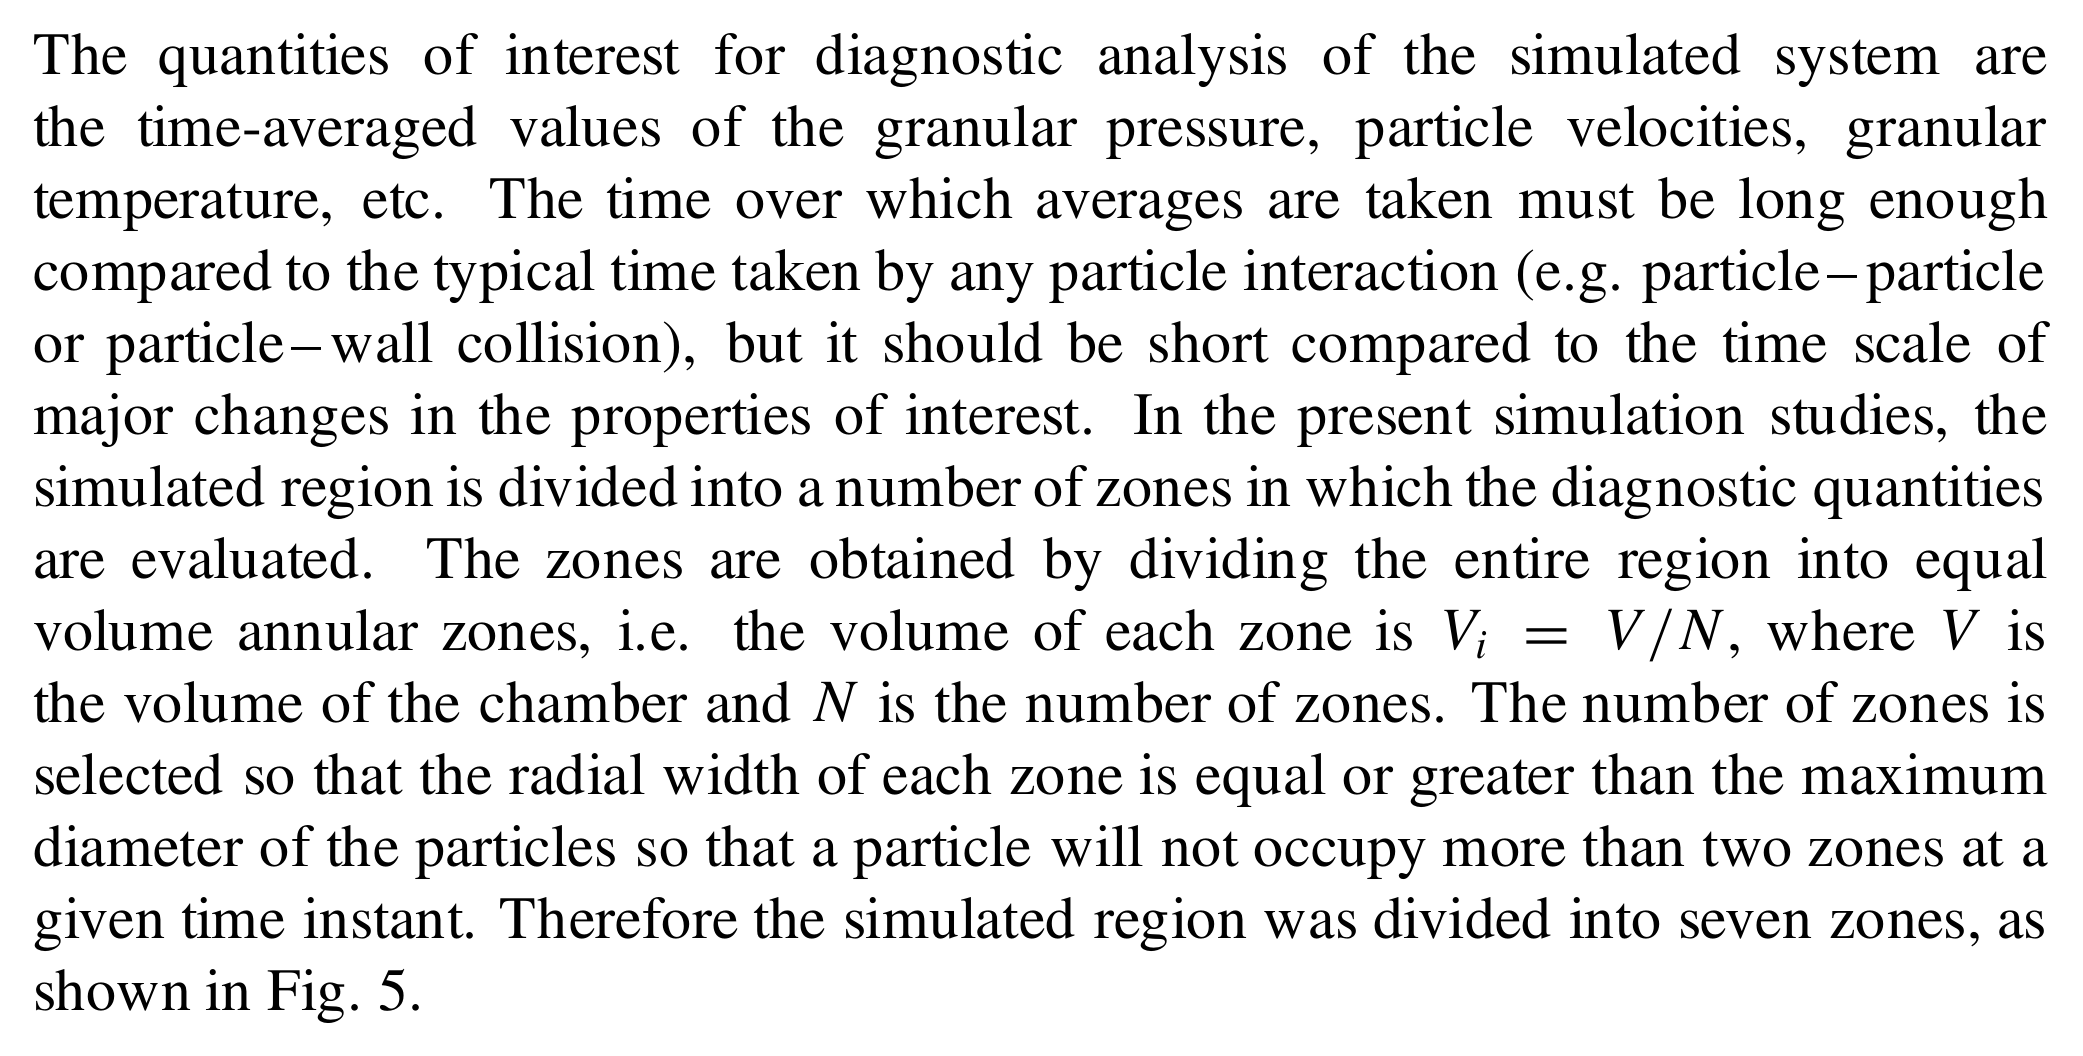 The quantities of interest for diagnostic analysis of the simulated system are
the time-averaged values of the granular pressure, particle velocities, granular
temperature, etc. The time over which averages are taken must be long enough
compared to the typical time taken by any particle interaction (e.g. particle–particle
or particle–wall collision), but it should be short compared to the time scale of
major changes in the properties of interest. In the present simulation studies, the
simulated region is divided into a number of zones in which the diagnostic quantities
are evaluated. The zones are obtained by dividing the entire region into equal
volume annular zones, i.e. the volume of each zone is $V_i = V/N$, where $V$ is
the volume of the chamber and $N$ is the number of zones. The number of zones is
selected so that the radial width of each zone is equal or greater than the maximum
diameter of the particles so that a particle will not occupy more than two zones at a
given time instant. Therefore the simulated region was divided into seven zones, as
shown in Fig. 5.